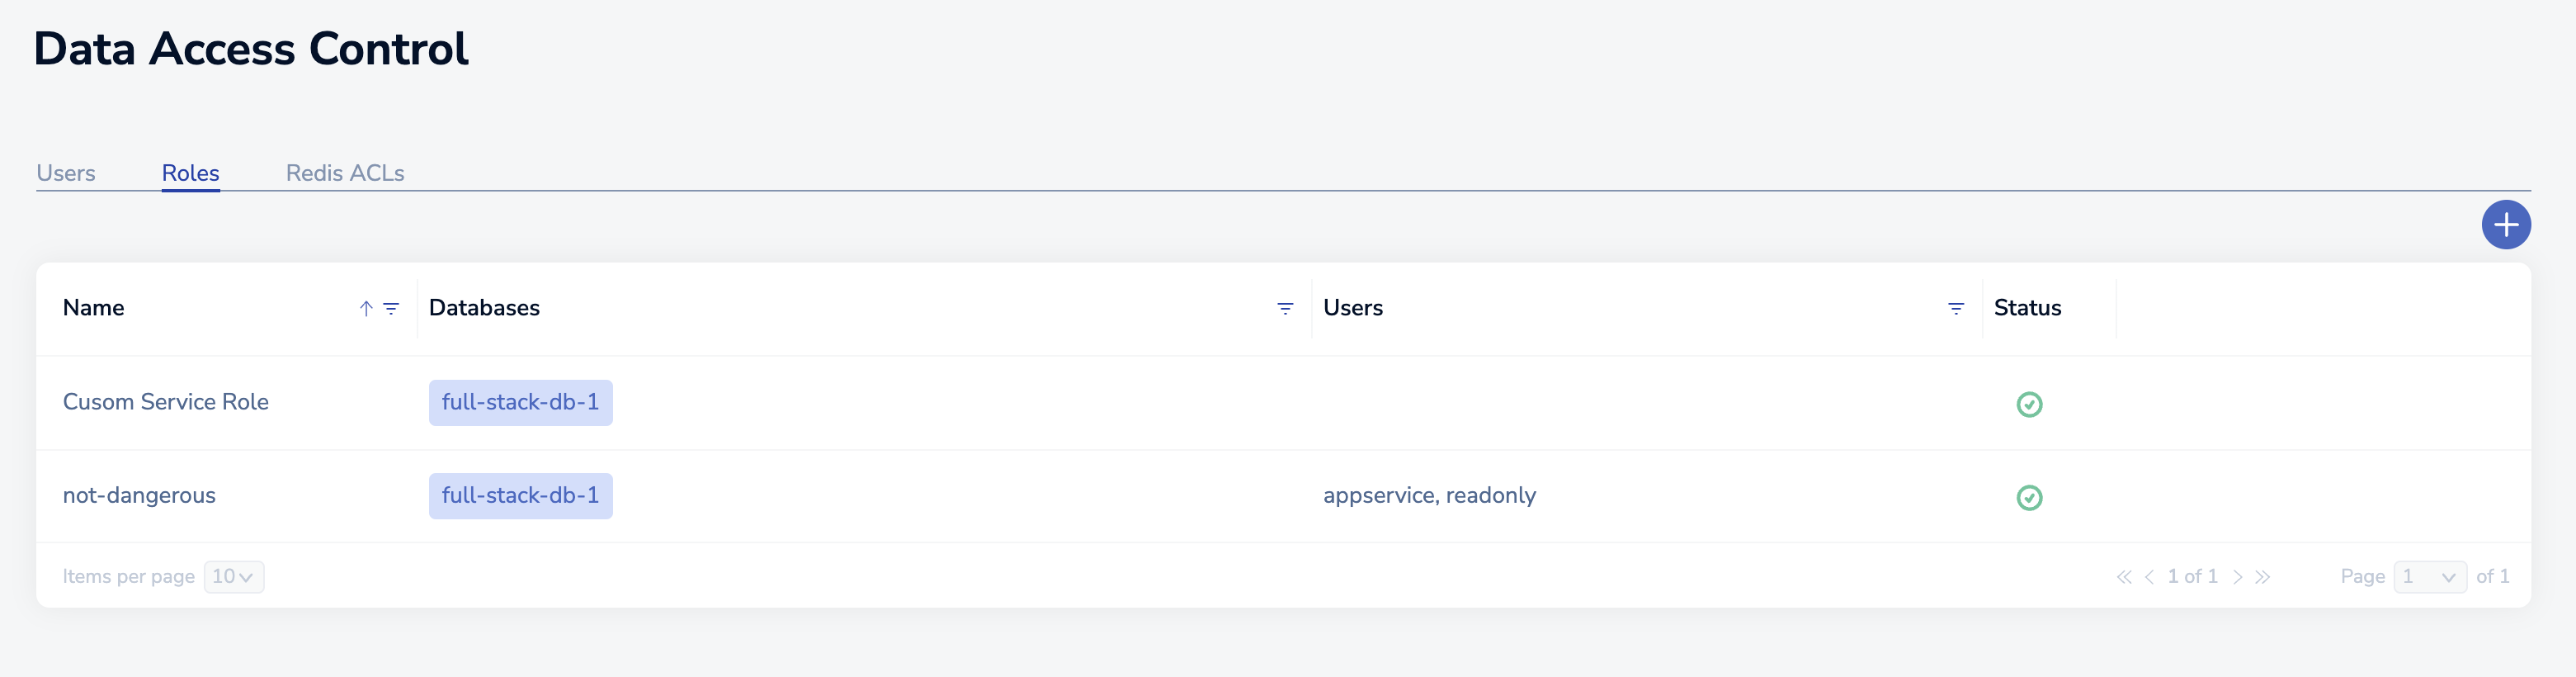 Data Access Control
Users Roles Redis ACLs
Name Databases Users Status
Cusom Service Role full-stack-db-1
not-dangerous full-stack-db-1 appservice, readonly
Items per page 10 1 of 1 Page 1 of 1